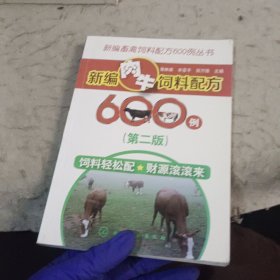 新编畜禽饲料配方600例丛书
主编
新编肉牛饲料配方
600例
(第二版)
饲料轻松配 财源滚滚来